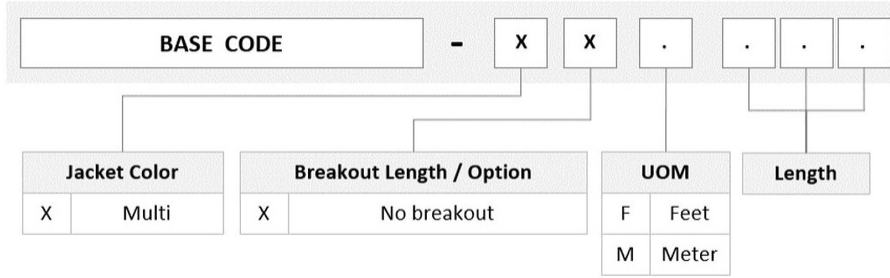 BASE CODE - X X . . . .
Jacket Color Breakout Length / Option UOM Length
X Multi X No breakout F Feet
M Meter